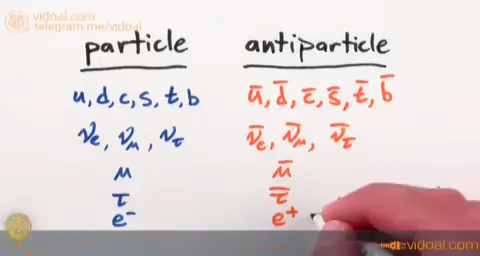 vidoal.com
telegram.me/vidoal
particle antiparticle
u, d, c, s, t, b ū, d̄, c̄, s̄, t̄, b̄
νe, νμ, ντ ν̄e, ν̄μ, ν̄τ
μ μ̄
τ τ̄
e⁻ e⁺
vidoal.com